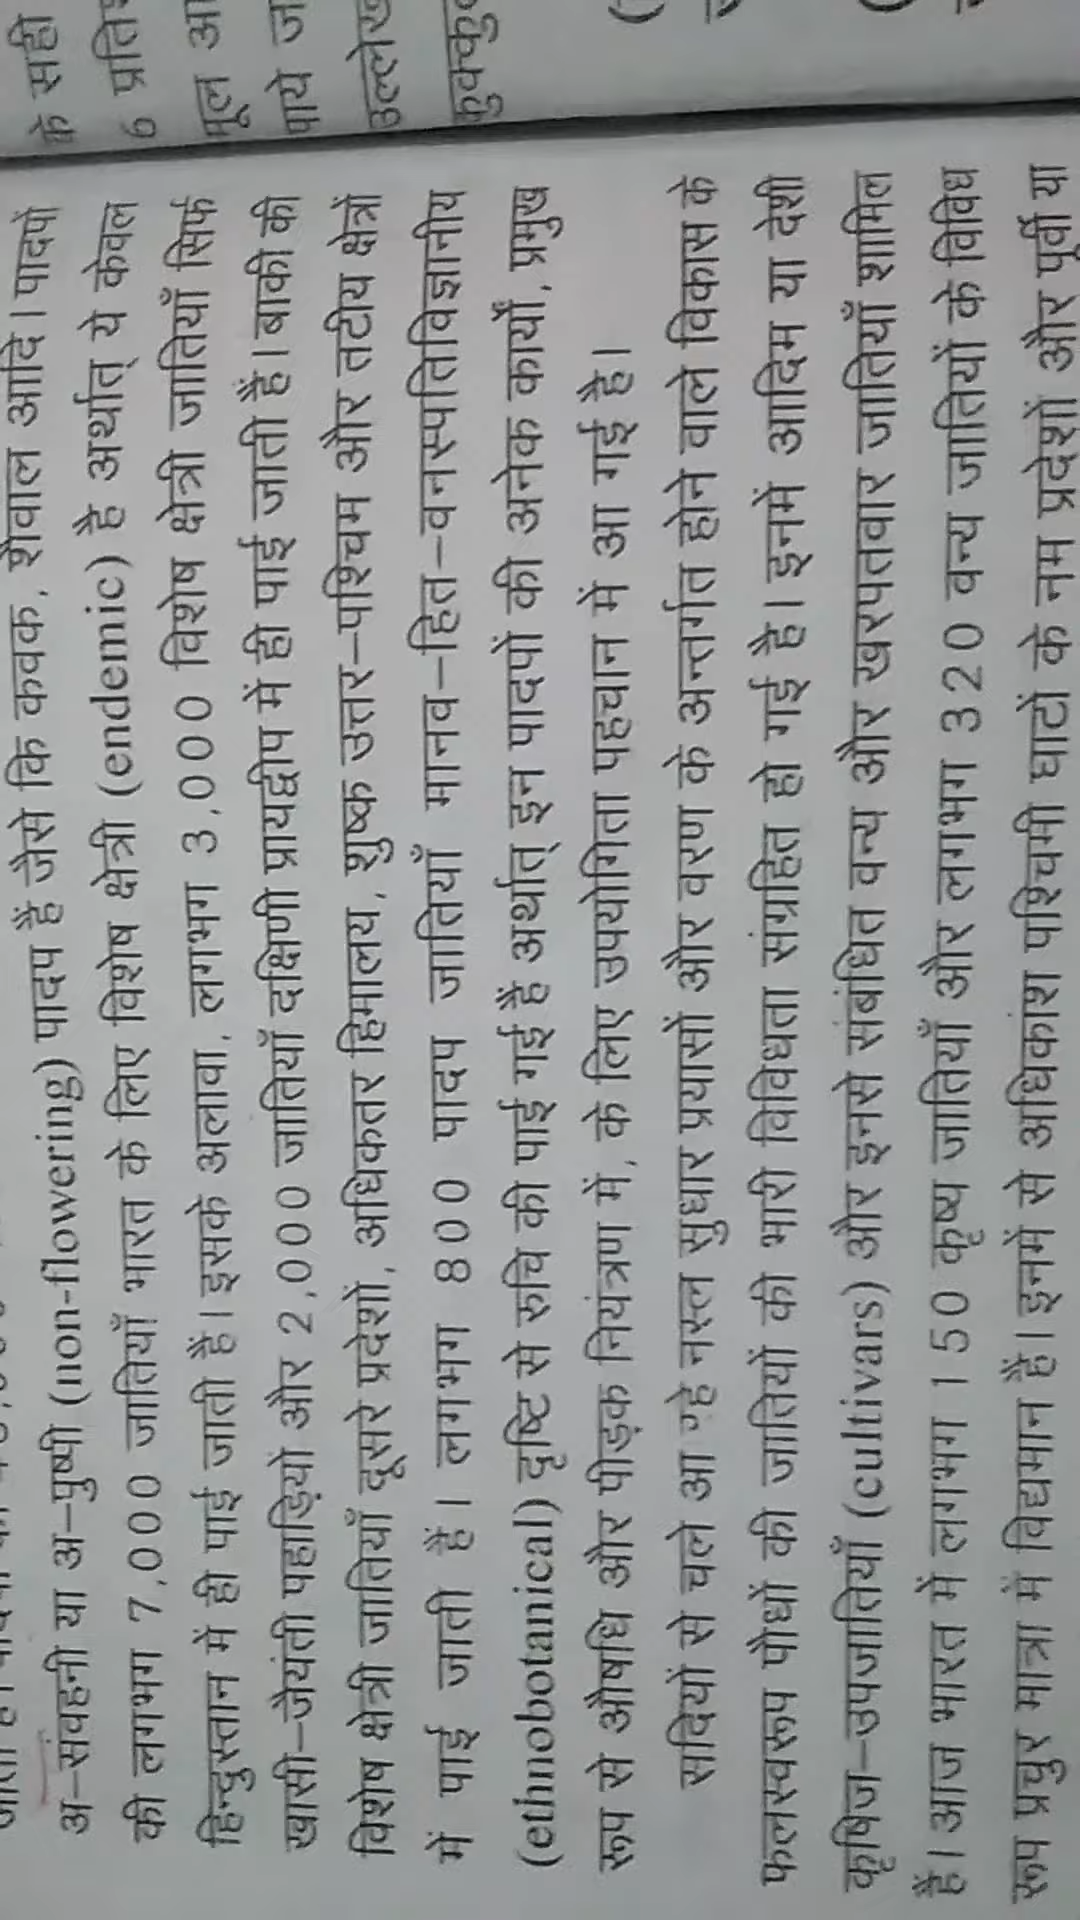 अ-संवहनी या अ-पुष्पी (non-flowering) पादप हैं जैसे कि कवक, शैवाल आदि। पादपों
की लगभग 7,000 जातियाँ भारत के लिए विशेष क्षेत्री (endemic) है अर्थात् ये केवल
हिन्दुस्तान में ही पाई जाती हैं। इसके अलावा, लगभग 3,000 विशेष क्षेत्री जातियाँ सिर्फ
खासी-जैयंती पहाड़ियों और 2,000 जातियाँ दक्षिणी प्रायद्वीप में ही पाई जाती हैं। बाकी की
विशेष क्षेत्री जातियाँ दूसरे प्रदेशों, अधिकतर हिमालय, शुष्क उत्तर-पश्चिम और तटीय क्षेत्रों
में पाई जाती हैं। लगभग 800 पादप जातियाँ मानव-हित-वनस्पतिविज्ञानीय
(ethnobotanical) दृष्टि से रुचि की पाई गई हैं अर्थात् इन पादपों की अनेक कार्यों, प्रमुख
रूप से औषधि और पीड़क नियंत्रण में, के लिए उपयोगिता पहचान में आ गई है।
सदियों से चले आ रहे नस्ल सुधार प्रयासों और वरण के अन्तर्गत होने वाले विकास के
फलस्वरूप पौधों की जातियों की भारी विविधता संग्रहित हो गई है। इनमें आदिम या देशी
कृषिज-उपजातियाँ (cultivars) और इनसे संबंधित वन्य और खरपतवार जातियाँ शामिल
हैं। आज भारत में लगभग 150 कृष्य जातियाँ और लगभग 320 वन्य जातियों के विविध
रूप प्रचुर मात्रा में विद्यमान हैं। इनमें से अधिकांश पश्चिमी घाटों के नम प्रदेशों और पूर्वी या
के सही
6 प्रति
मूल आ
पाये ज
उल्लेख